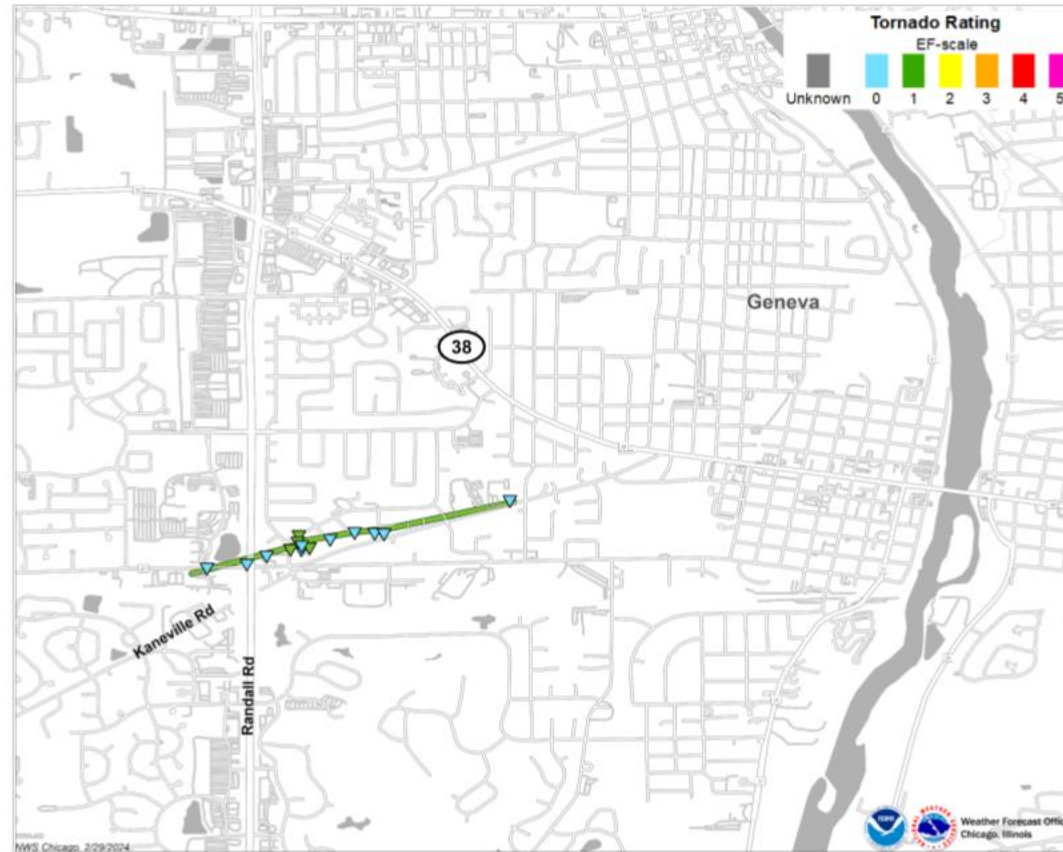 Tornado Rating
EF-scale
Unknown 0 1 2 3 4 5
Geneva
38
Kaneville Rd
Randall Rd
NWS Chicago, 2/29/2024
Weather Forecast Offic
Chicago, Illinois